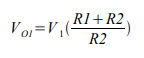 V_{O1} = V_1(\frac{R1+R2}{R2})